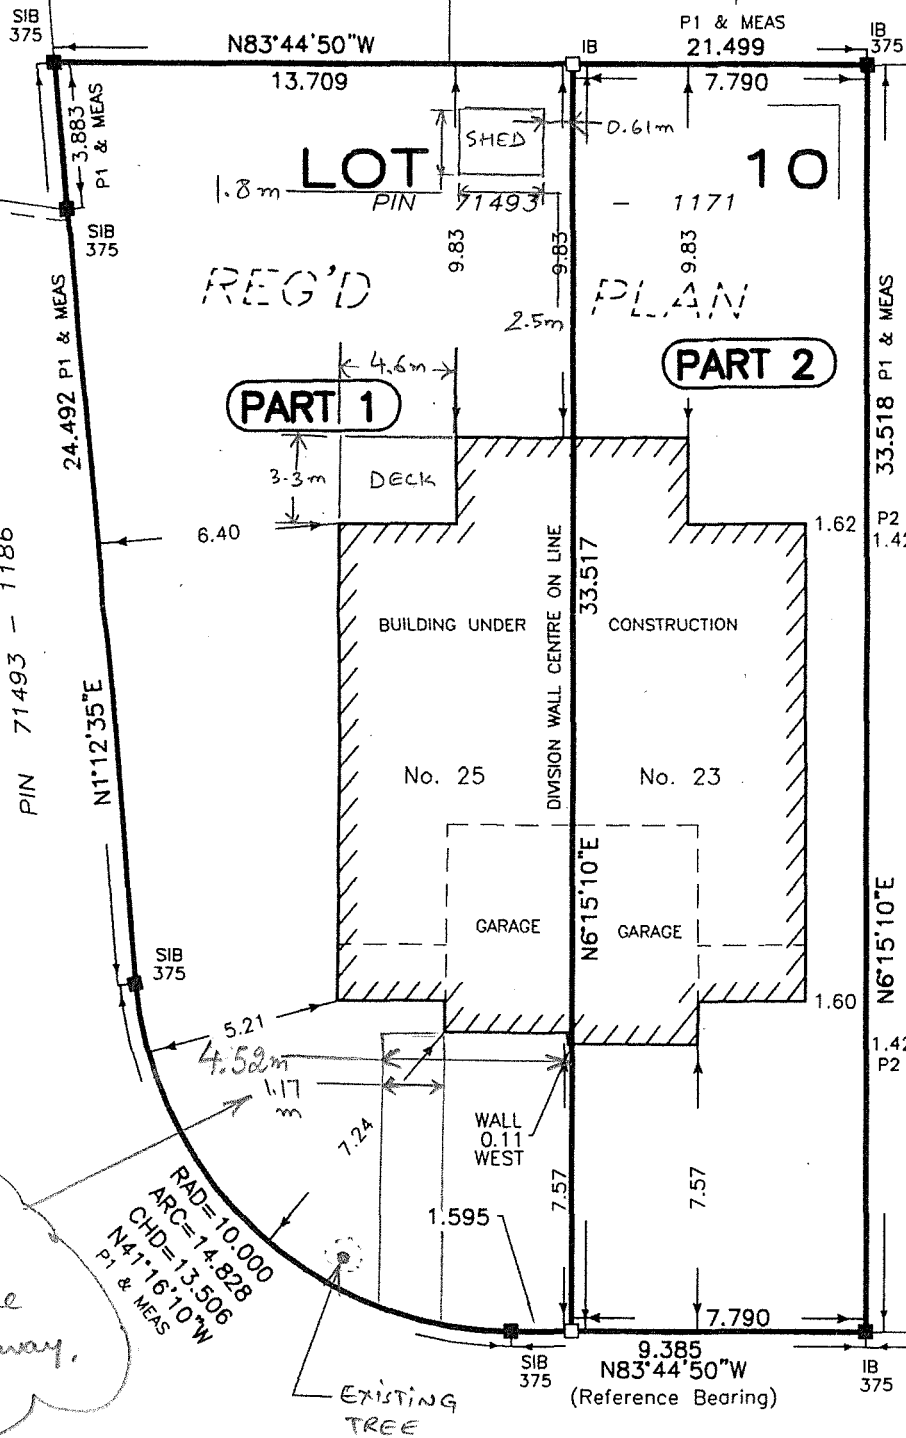 SIB
375
P1 & MEAS
N83°44'50"W
IB
21.499
IB
375
13.709
7.790
3.883
P1 & MEAS
SHED
0.61m
LOT
10
1.8m
PIN 71493 - 1171
SIB
375
9.83
9.83
9.83
REG'D
PLAN
24.492 P1 & MEAS
2.5m
33.518 P1 & MEAS
4.6m
PART 1
PART 2
3.3m
DECK
6.40
1.62
P2
1.42
PIN 71493 - 1186
DIVISION WALL CENTRE ON LINE
33.517
BUILDING UNDER
CONSTRUCTION
N1°12'35"E
No. 25
No. 23
N6°15'10"E
N6°15'10"E
GARAGE
GARAGE
SIB
375
1.60
5.21
4.52m
1.42
P2
1.17
m
7.24
WALL
0.11
WEST
7.57
7.57
1.595
RAD=10.000
ARC=14.828
CHD=13.506
N41°16'10"W
P1 & MEAS
way.
7.790
SIB
375
9.385
N83°44'50"W
(Reference Bearing)
IB
375
EXISTING
TREE